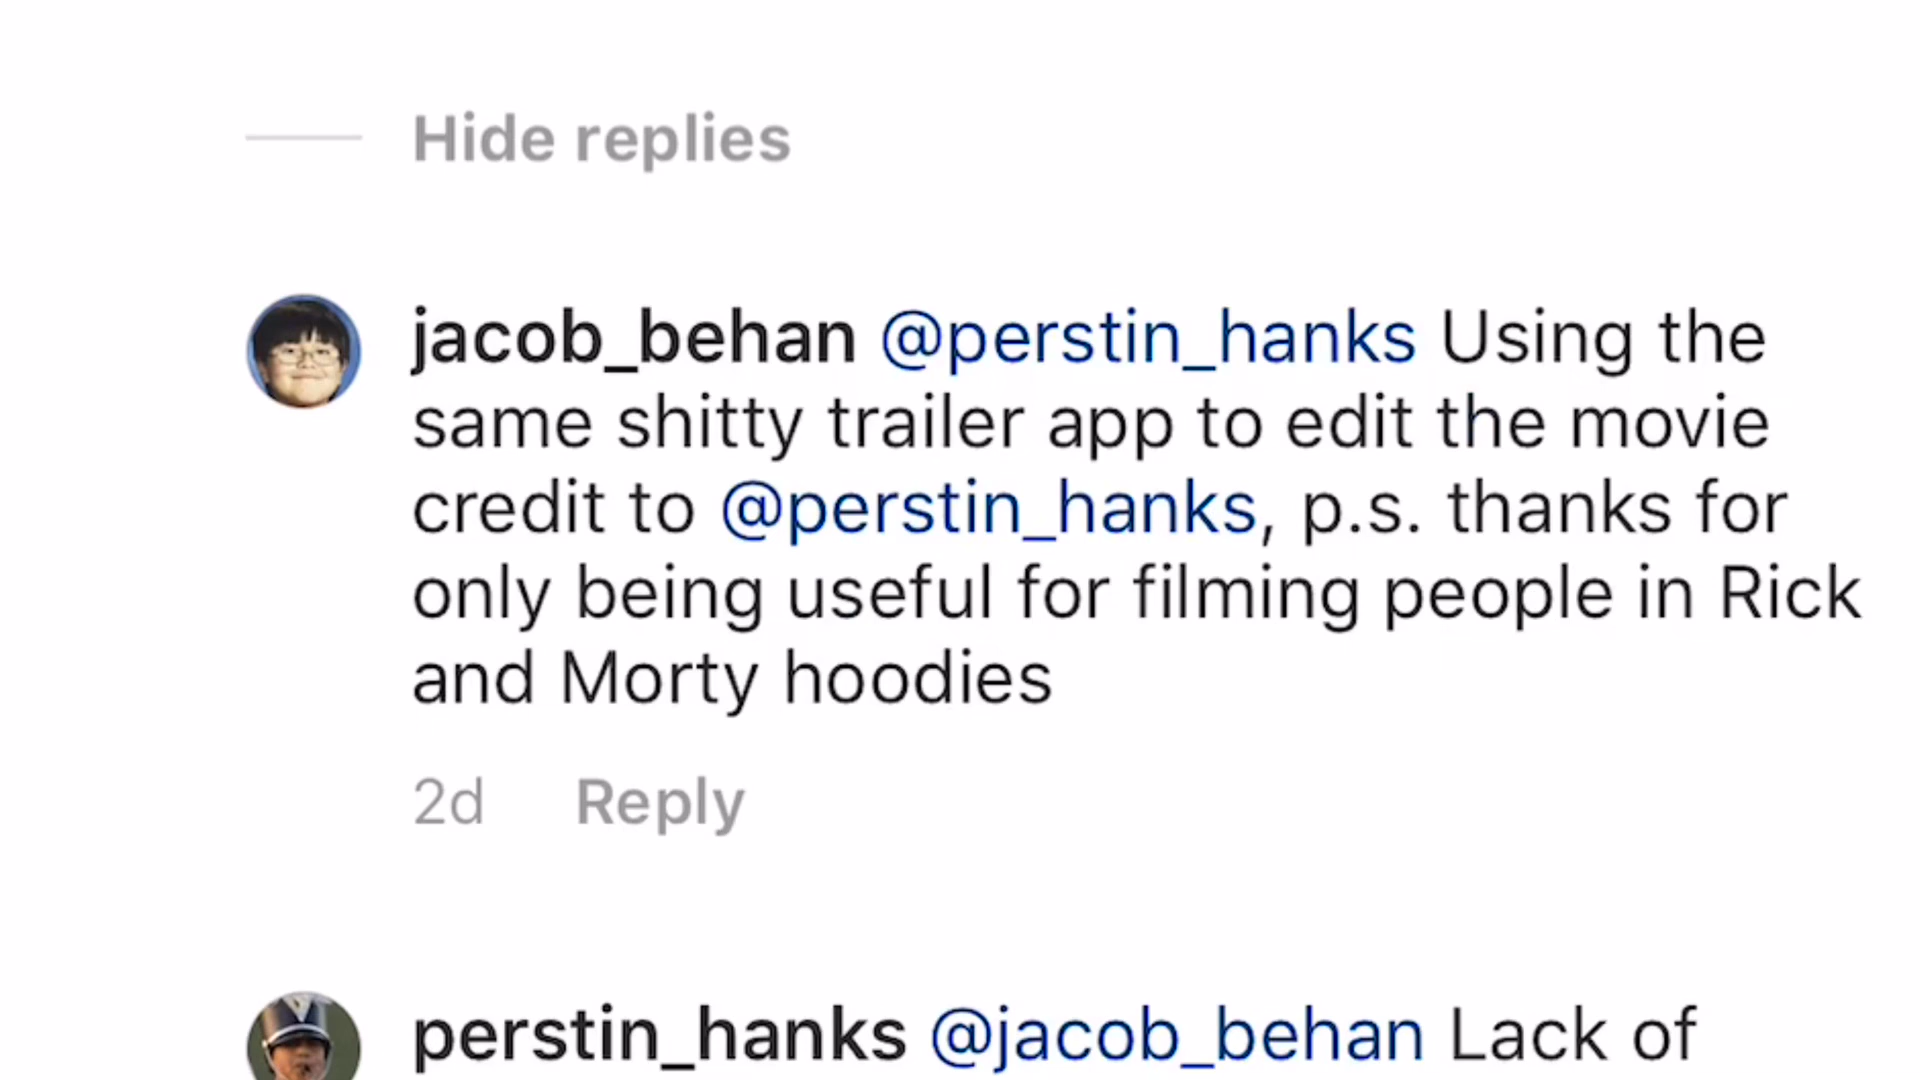 Hide replies
jacob_behan @perstin_hanks Using the
same shitty trailer app to edit the movie
credit to @perstin_hanks, p.s. thanks for
only being useful for filming people in Rick
and Morty hoodies
2d Reply
perstin_hanks @jacob_behan Lack of